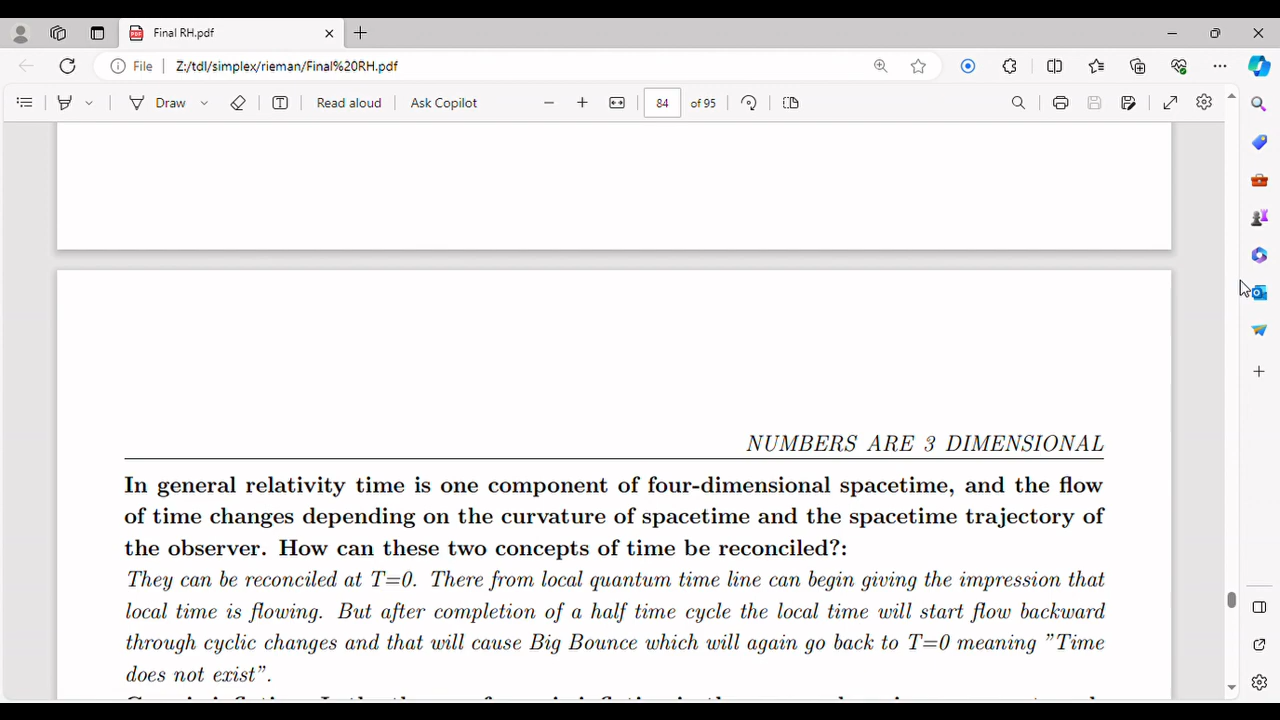 Final RH.pdf
File
Z:/tdl/simplex/rieman/Final%20RH.pdf
Draw
Read aloud
Ask Copilot
84 of 95
NUMBERS ARE 3 DIMENSIONAL
In general relativity time is one component of four-dimensional spacetime, and the flow
of time changes depending on the curvature of spacetime and the spacetime trajectory of
the observer. How can these two concepts of time be reconciled?:
They can be reconciled at T=0. There from local quantum time line can begin giving the impression that
local time is flowing. But after completion of a half time cycle the local time will start flow backward
through cyclic changes and that will cause Big Bounce which will again go back to T=0 meaning ”Time
does not exist”.